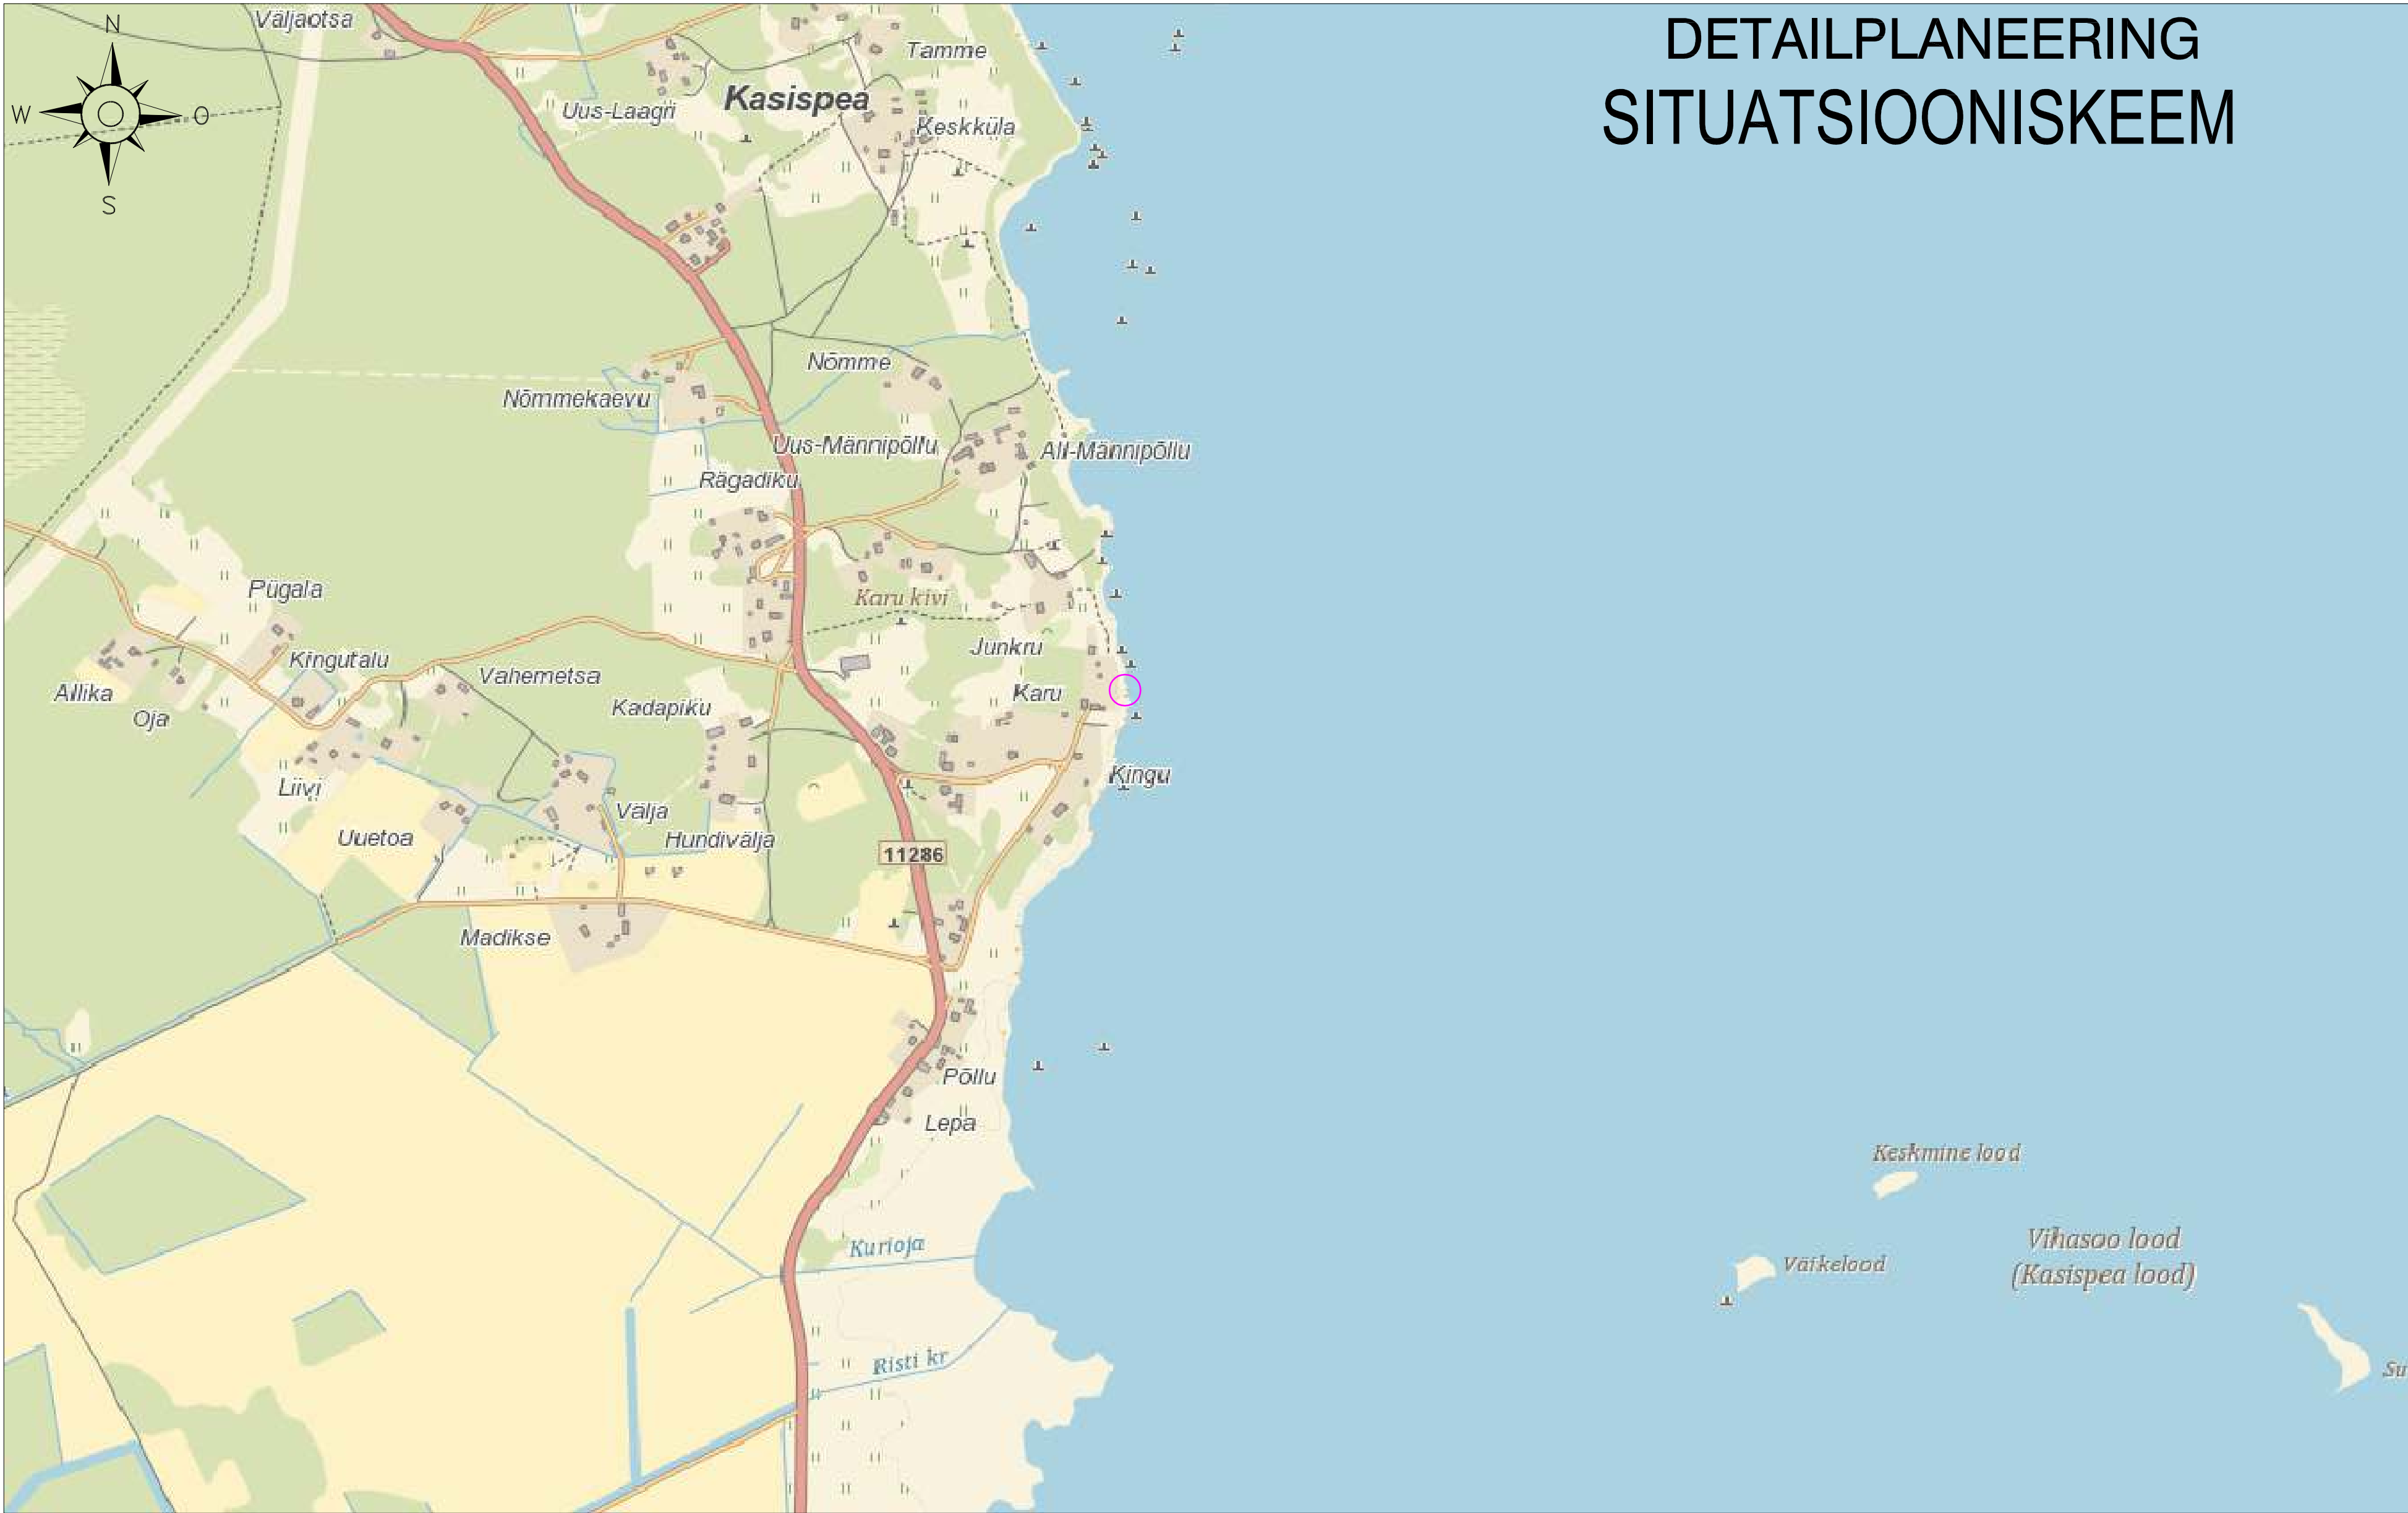 DETAILPLANEERING
SITUATSIOONISKEEM
N
W
O
S
Väljaotsa
Tamme
Kasispea
Uus-Laagri
Keskküla
Nõmme
Nõmmekaevu
Uus-Männipõllu
All-Männipõllu
Rägadiku
Pügala
Karu kivi
Kingutalu
Junkru
Vahemetsa
Allika
Karu
Oja
Kadapiku
Kingu
Liivi
Välja
Uuetoa
Hundivälja
11286
Madikse
Põllu
Lepa
Keskmine lood
Kurioja
Väikelood
Vihasoo lood
(Kasispea lood)
Risti kr
Su